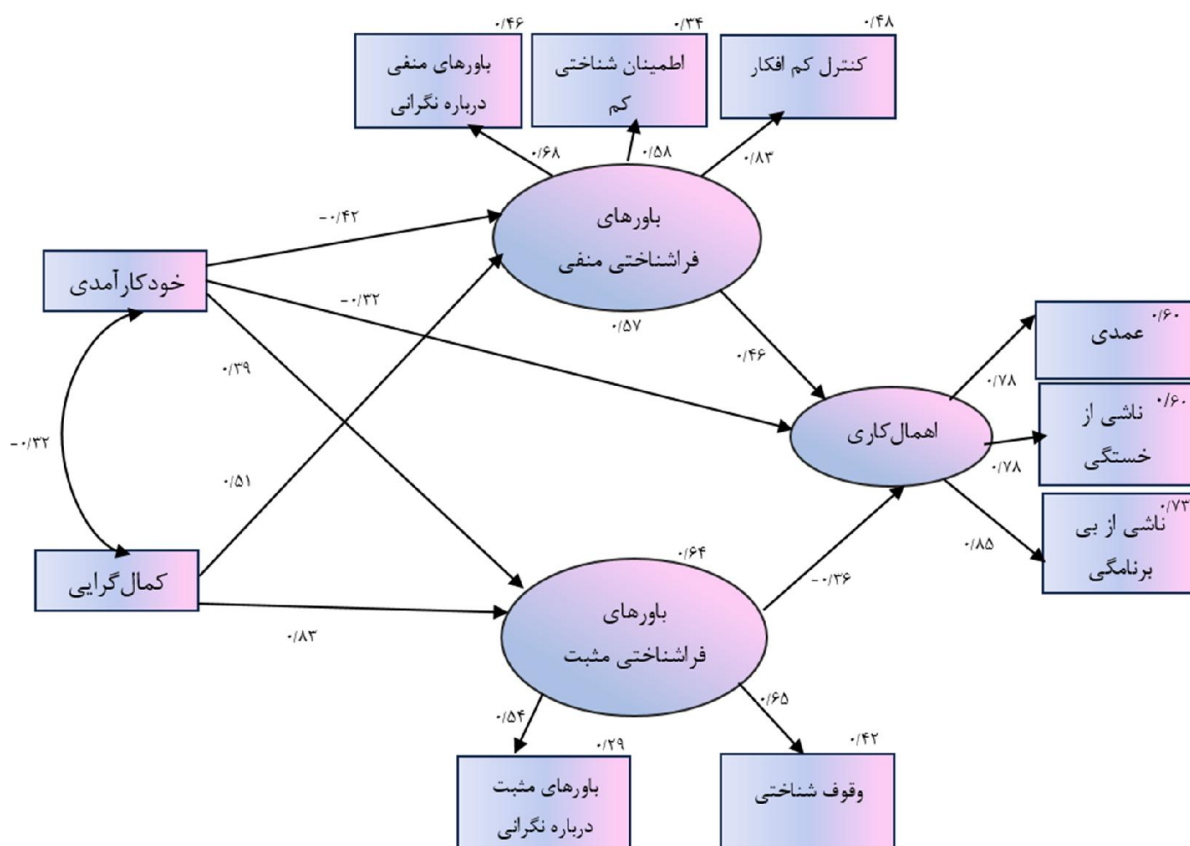 ۰/۴۶
۰/۳۴
۰/۴۸
باورهای منفی
درباره نگرانی
اطمینان شناختی
کم
کنترل کم افکار
۰/۶۸
۰/۵۸
۰/۸۳
باورهای
فراشناختی منفی
۰/۵۷
-۰/۴۲
خودکارآمدی
-۰/۳۲
۰/۴۶
۰/۳۹
-۰/۳۲
۰/۵۱
کمال‌گرایی
۰/۸۳
اهمال‌کاری
۰/۶۰
عمدی
۰/۷۸
۰/۶۰
ناشی از
خستگی
۰/۷۸
۰/۷۳
ناشی از بی
برنامگی
۰/۸۵
-۰/۳۶
۰/۶۴
باورهای
فراشناختی مثبت
۰/۵۴
۰/۶۵
۰/۲۹
باورهای مثبت
درباره نگرانی
۰/۴۲
وقوف شناختی